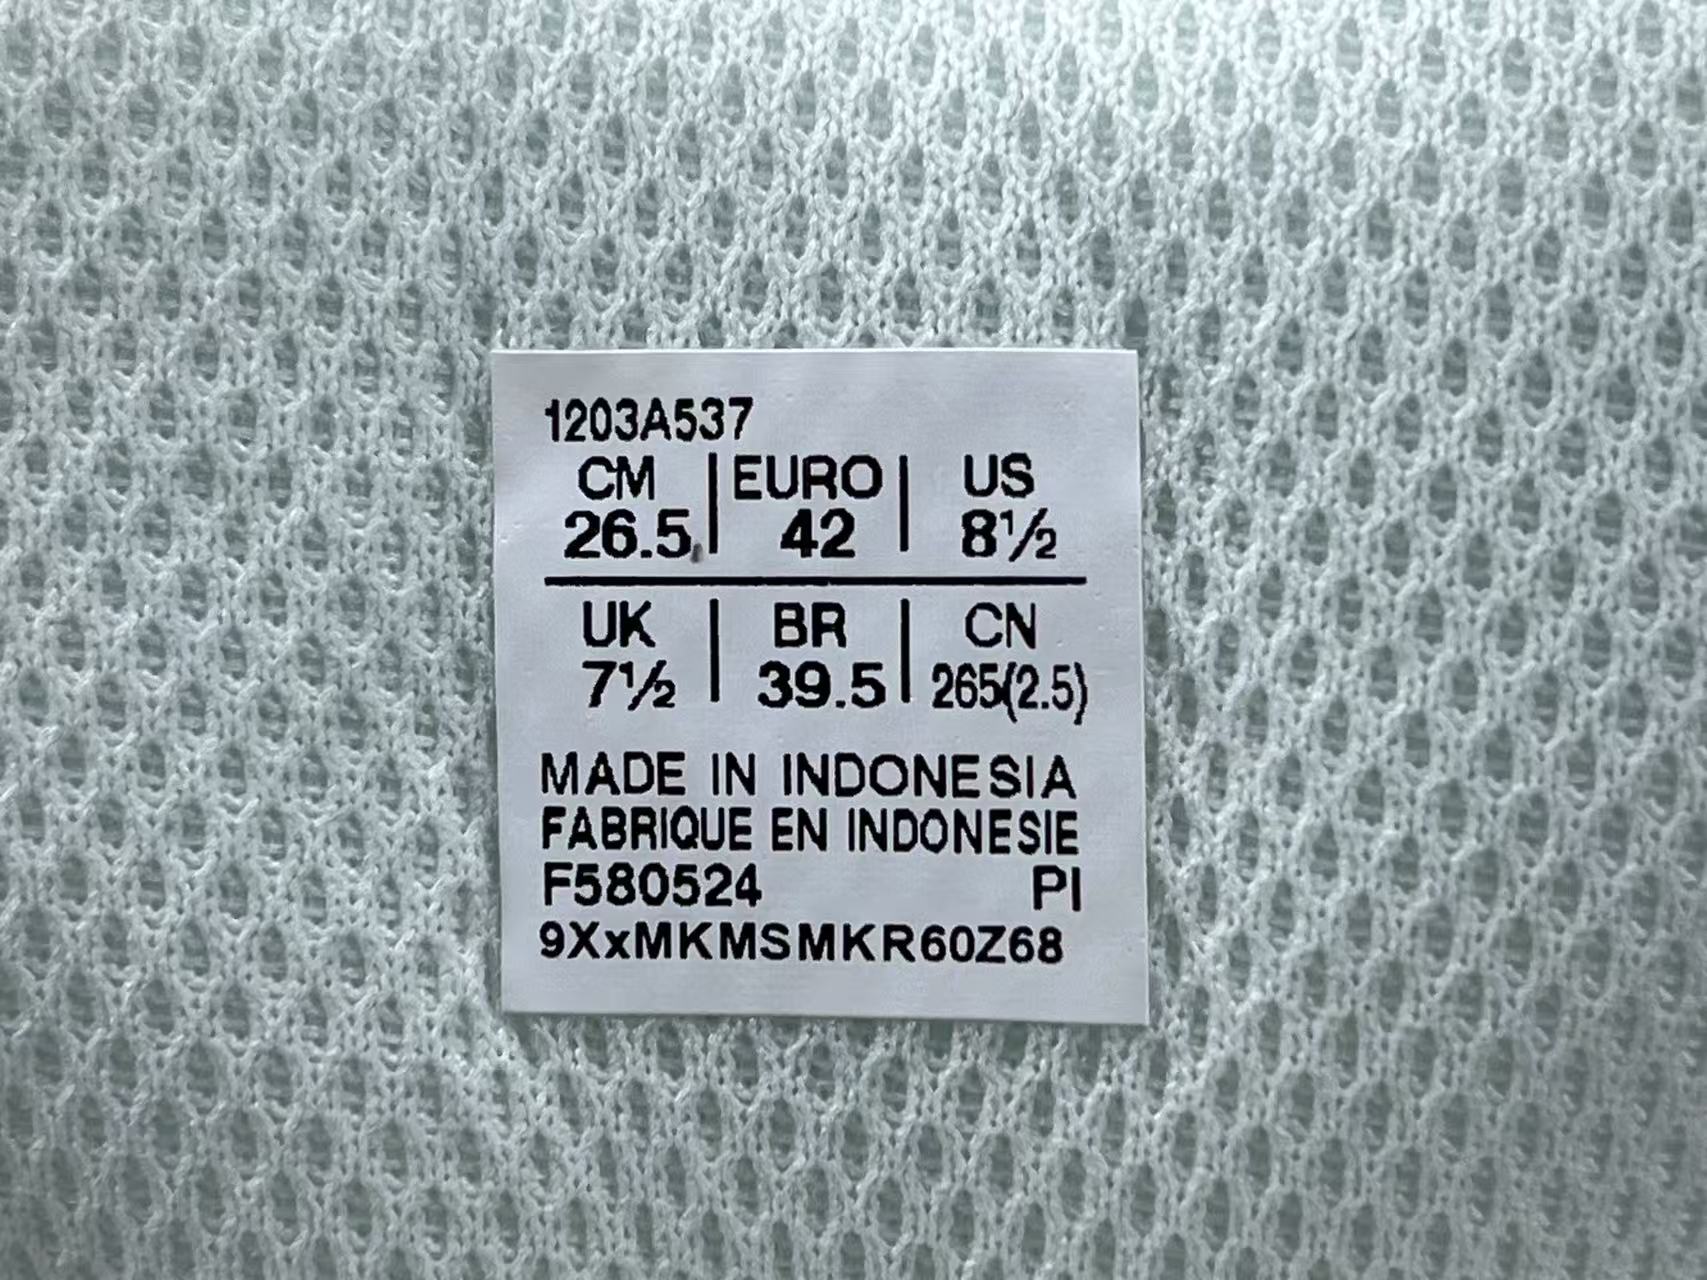 1203A537
CM | EURO | US
26.5 | 42 | 8½
UK | BR | CN
7½ | 39.5 | 265(2.5)
MADE IN INDONESIA
FABRIQUE EN INDONESIE
F580524 PI
9XxMKMSMKR60Z68